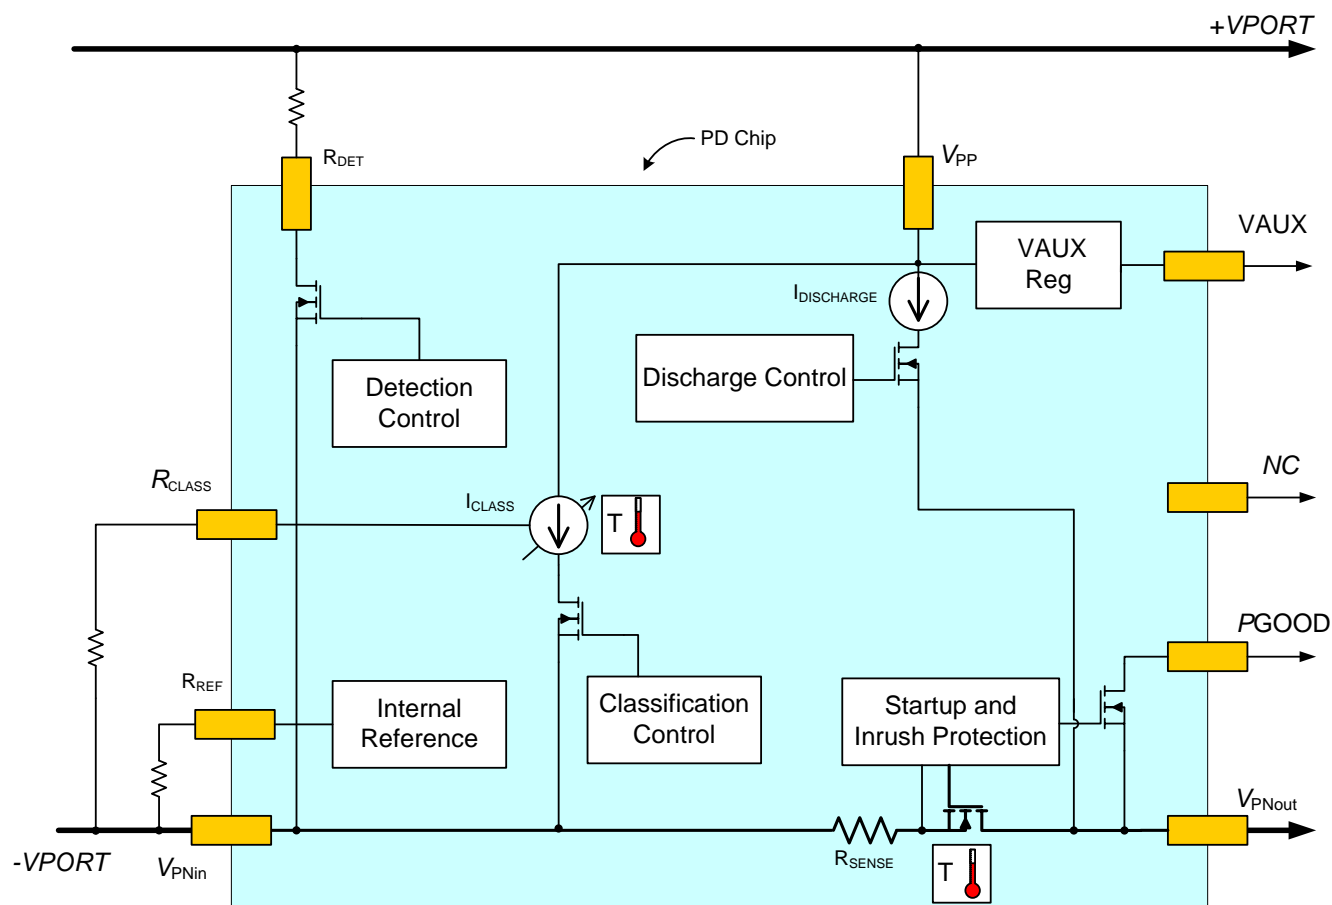 +VPORT
PD Chip
RDET
VPP
VAUX
VAUX
Reg
IDISCHARGE
Discharge Control
Detection
Control
RCLASS
ICLASS
T
NC
PGOOD
RREF
Internal
Reference
Classification
Control
Startup and
Inrush Protection
VPNout
-VPORT
VPNin
RSENSE
T